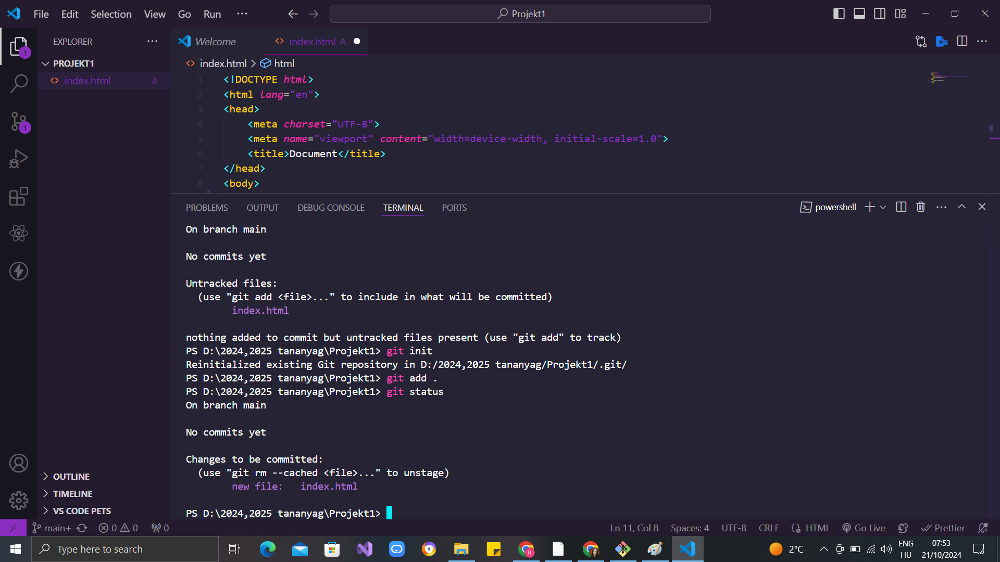 File Edit Selection View Go Run ··· Projekt1
EXPLORER ···
PROJEKT1
index.html A
Welcome
index.html A
index.html > html
1 <!DOCTYPE html>
2 <html lang="en">
3 <head>
4 <meta charset="UTF-8">
5 <meta name="viewport" content="width=device-width, initial-scale=1.0">
6 <title>Document</title>
7 </head>
8 <body>
PROBLEMS OUTPUT DEBUG CONSOLE TERMINAL PORTS
powershell
On branch main
No commits yet
Untracked files:
(use "git add <file>..." to include in what will be committed)
index.html
nothing added to commit but untracked files present (use "git add" to track)
PS D:\2024,2025 tananyag\Projekt1> git init
Reinitialized existing Git repository in D:/2024,2025 tananyag/Projekt1/.git/
PS D:\2024,2025 tananyag\Projekt1> git add .
PS D:\2024,2025 tananyag\Projekt1> git status
On branch main
No commits yet
Changes to be committed:
(use "git rm --cached <file>..." to unstage)
new file: index.html
PS D:\2024,2025 tananyag\Projekt1>
1
1
OUTLINE
TIMELINE
VS CODE PETS
main+ 0 0 0
Ln 11, Col 8 Spaces: 4 UTF-8 CRLF HTML Go Live Prettier
Type here to search
R
2°C
ENG
HU
07:53
21/10/2024